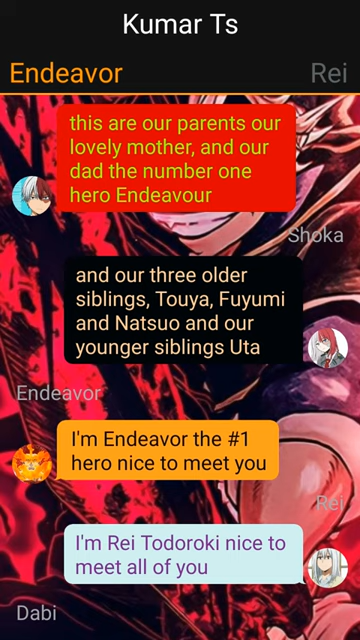 Kumar Ts
Endeavor
Rei
this are our parents our
lovely mother, and our
dad the number one
hero Endeavour
Shoka
and our three older
siblings, Touya, Fuyumi
and Natsuo and our
younger siblings Uta
Endeavor
I'm Endeavor the #1
hero nice to meet you
Rei
I'm Rei Todoroki nice to
meet all of you
Dabi